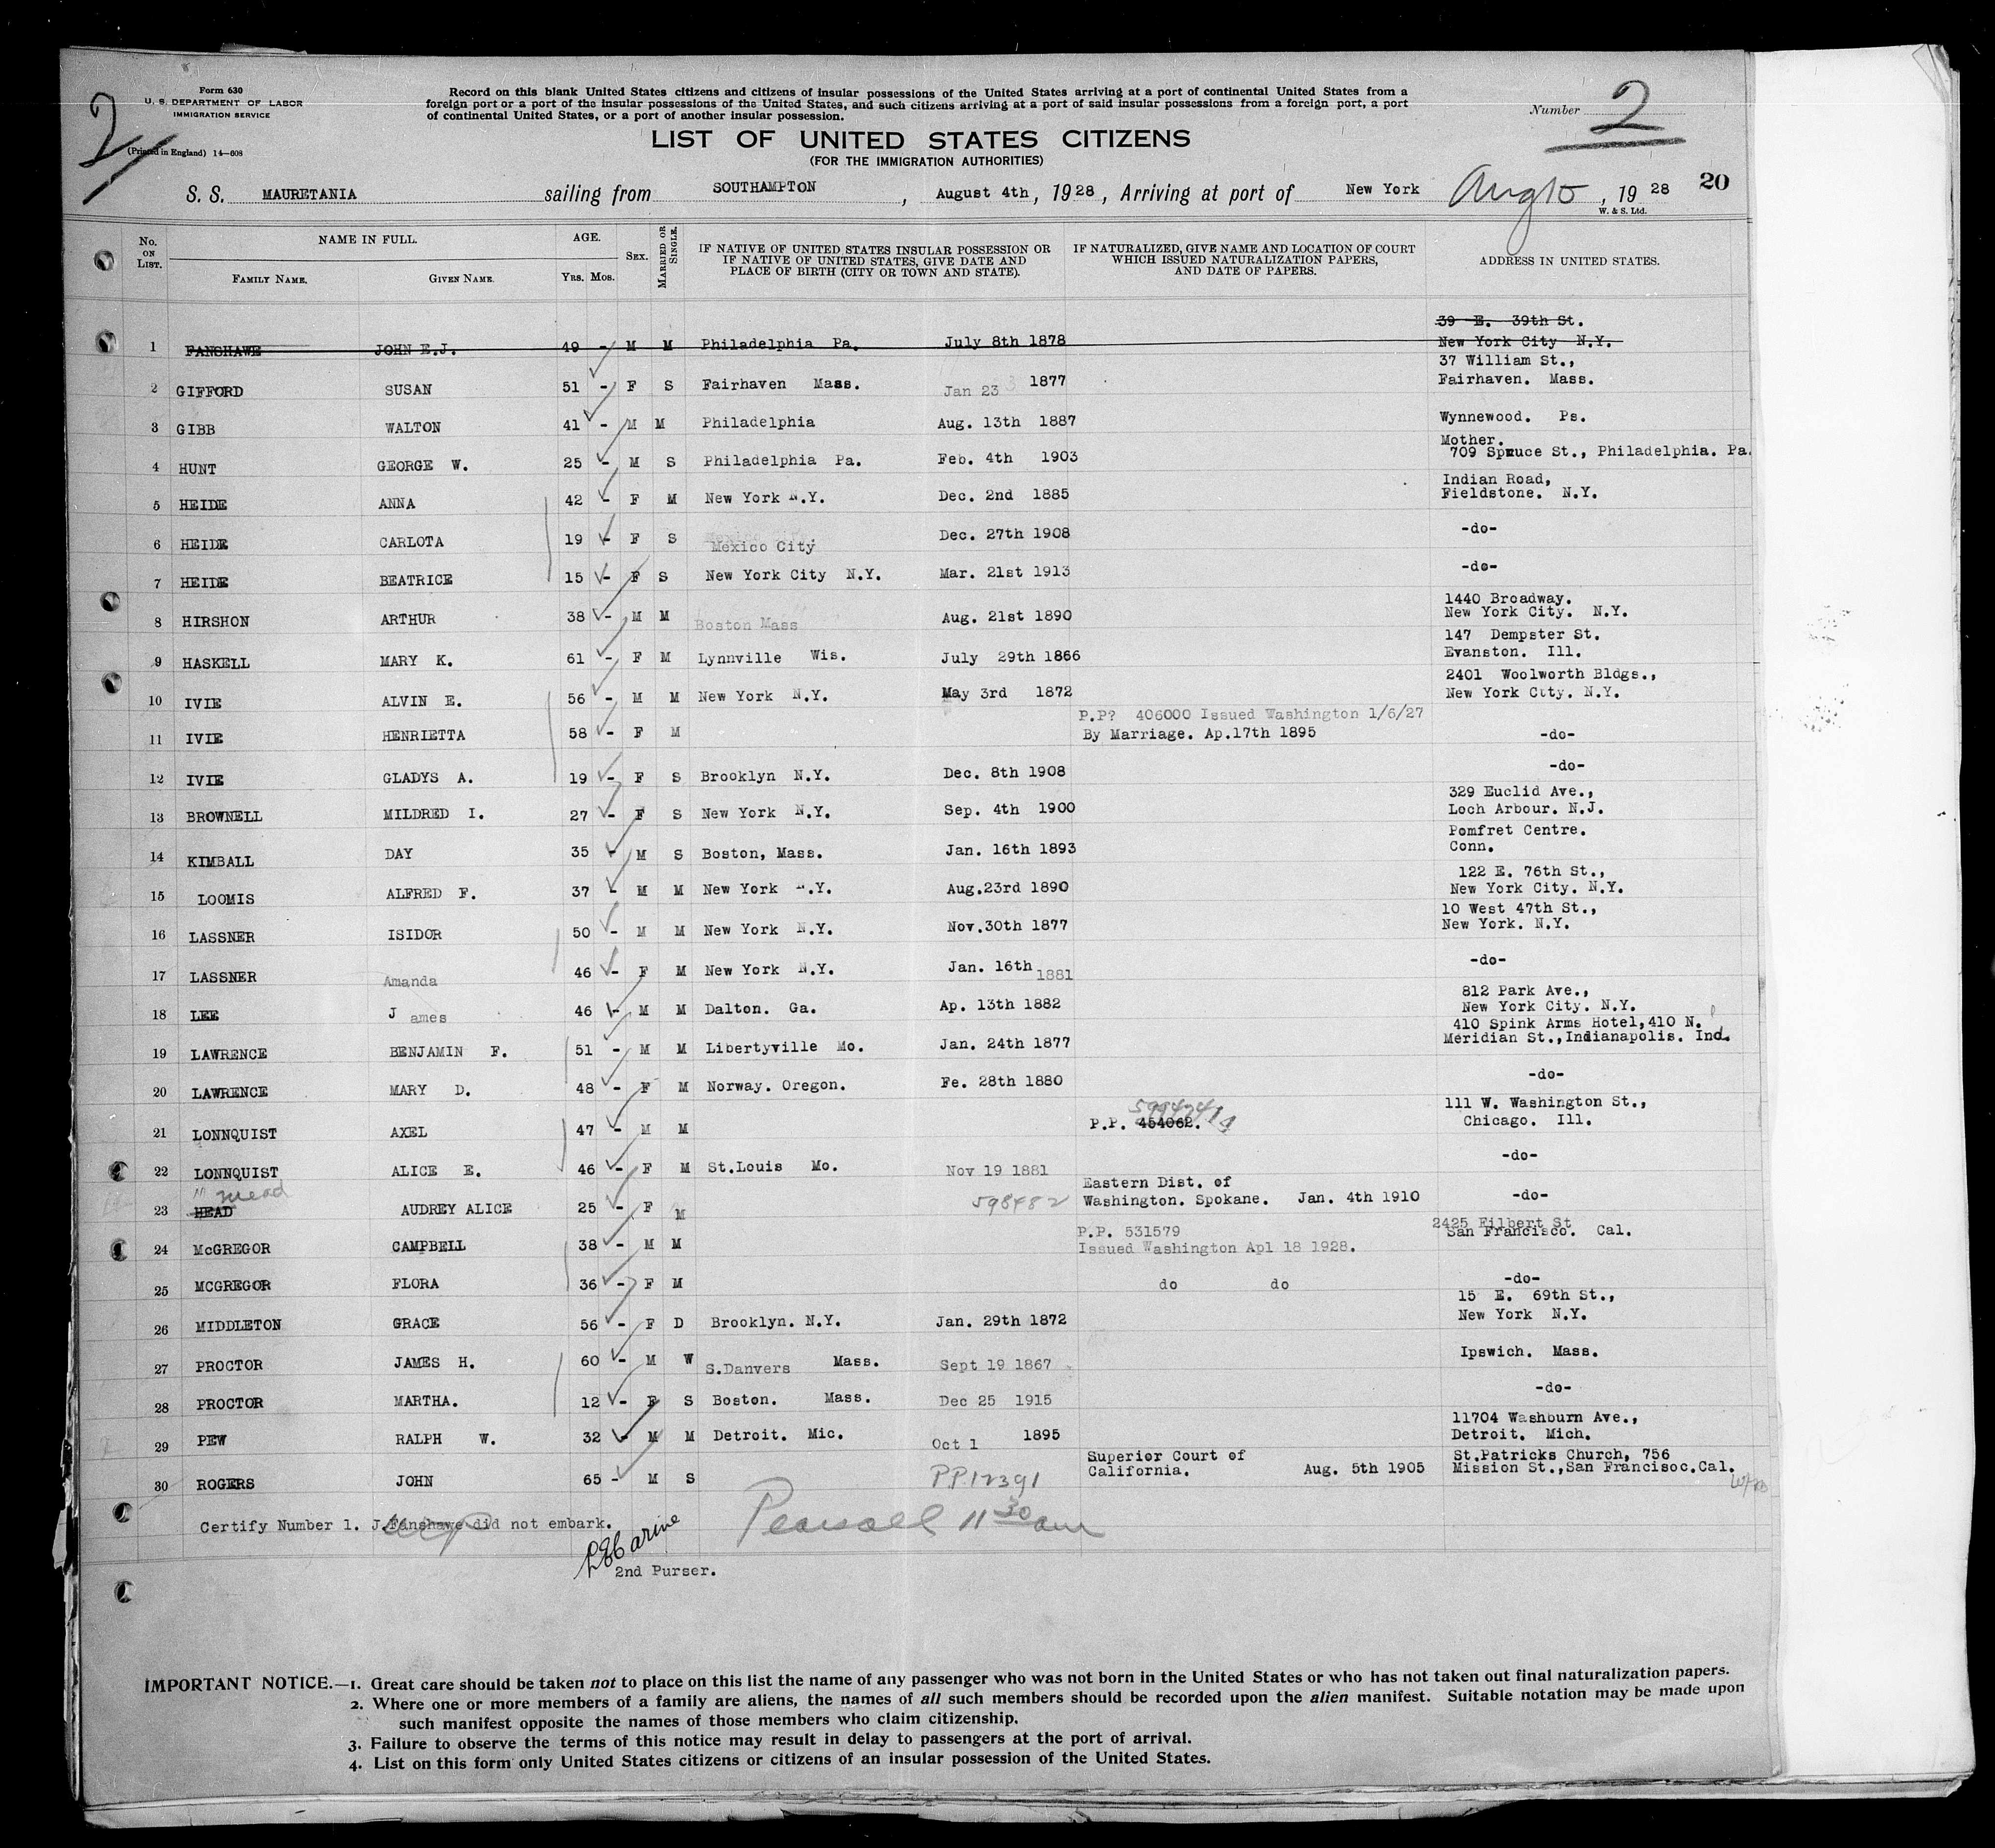 Form 630
U. S. DEPARTMENT OF LABOR
IMMIGRATION SERVICE
(Printed in England) 14—608
2
Record on this blank United States citizens and citizens of insular possessions of the United States arriving at a port of continental United States from a
foreign port or a port of the insular possessions of the United States, and such citizens arriving at a port of said insular possessions from a foreign port, a port
of continental United States, or a port of another insular possession.
LIST OF UNITED STATES CITIZENS
(FOR THE IMMIGRATION AUTHORITIES)
Number 2
S. S. MAURETANIA sailing from SOUTHAMPTON, August 4th, 1928, Arriving at port of New York Aug 10, 1928 20
W. & S. Ltd.
No. ON LIST. NAME IN FULL. FAMILY NAME. GIVEN NAME. AGE. Yrs. Mos. SEX. MARRIED OR SINGLE. IF NATIVE OF UNITED STATES INSULAR POSSESSION OR IF NATIVE OF UNITED STATES, GIVE DATE AND PLACE OF BIRTH (CITY OR TOWN AND STATE). IF NATURALIZED, GIVE NAME AND LOCATION OF COURT WHICH ISSUED NATURALIZATION PAPERS, AND DATE OF PAPERS. ADDRESS IN UNITED STATES.
39 E. 39th St.
1 FANSHAWE JOHN E.J. 49 - M M Philadelphia Pa. July 8th 1878 New York City N.Y.
37 William St.,
2 GIFFORD SUSAN 51 - F S Fairhaven Mass. Jan 23 1877 Fairhaven. Mass.
3 GIBB WALTON 41 - M M Philadelphia Aug. 13th 1887 Wynnewood. Ps.
Mother.
4 HUNT GEORGE W. 25 - M S Philadelphia Pa. Feb. 4th 1903 709 Spruce St., Philadelphia. Pa.
Indian Road,
5 HEIDE ANNA 42 - F M New York N.Y. Dec. 2nd 1885 Fieldstone. N.Y.
6 HEIDE CARLOTA 19 - F S Mexico City Dec. 27th 1908 -do-
7 HEIDE BEATRICE 15 - F S New York City N.Y. Mar. 21st 1913 -do-
1440 Broadway.
8 HIRSHON ARTHUR 38 - M M Boston Mass Aug. 21st 1890 New York City. N.Y.
147 Dempster St.
9 HASKELL MARY K. 61 - F M Lynnville Wis. July 29th 1866 Evanston. Ill.
2401 Woolworth Bldgs.,
10 IVIE ALVIN E. 56 - M M New York N.Y. May 3rd 1872 New York City. N.Y.
P.P? 406000 Issued Washington 1/6/27
11 IVIE HENRIETTA 58 - F M By Marriage. Ap.17th 1895 -do-
12 IVIE GLADYS A. 19 - F S Brooklyn N.Y. Dec. 8th 1908 -do-
329 Euclid Ave.,
13 BROWNELL MILDRED I. 27 - F S New York N.Y. Sep. 4th 1900 Loch Arbour. N.J.
Pomfret Centre.
14 KIMBALL DAY 35 - M S Boston, Mass. Jan. 16th 1893 Conn.
122 E. 76th St.,
15 LOOMIS ALFRED F. 37 - M M New York N.Y. Aug.23rd 1890 New York City. N.Y.
10 West 47th St.,
16 LASSNER ISIDOR 50 - M M New York N.Y. Nov.30th 1877 New York. N.Y.
17 LASSNER Amanda 46 - F M New York N.Y. Jan. 16th 1881 -do-
812 Park Ave.,
18 LEE James 46 - M M Dalton. Ga. Ap. 13th 1882 New York City. N.Y.
410 Spink Arms Hotel,410 N.
19 LAWRENCE BENJAMIN F. 51 - M M Libertyville Mo. Jan. 24th 1877 Meridian St.,Indianapolis. Ind.
20 LAWRENCE MARY D. 48 - F M Norway. Oregon. Fe. 28th 1880 -do-
111 W. Washington St.,
21 LONNQUIST AXEL 47 - M M P.P. 454062. Chicago. Ill.
22 LONNQUIST ALICE E. 46 - F M St.Louis Mo. Nov 19 1881 -do-
" Mead Eastern Dist. of
23 HEAD AUDREY ALICE 25 - F M 598482 Washington. Spokane. Jan. 4th 1910 -do-
P.P. 531579 2425 Filbert St
24 McGREGOR CAMPBELL 38 - M M Issued Washington Apl 18 1928. San Francisco. Cal.
25 MCGREGOR FLORA 36 - F M do do -do-
15 E. 69th St.,
26 MIDDLETON GRACE 56 - F D Brooklyn. N.Y. Jan. 29th 1872 New York N.Y.
27 PROCTOR JAMES H. 60 - M W S.Danvers Mass. Sept 19 1867 Ipswich. Mass.
28 PROCTOR MARTHA. 12 - F S Boston. Mass. Dec 25 1915 -do-
11704 Washburn Ave.,
29 PEW RALPH W. 32 - M M Detroit. Mic. Oct 1 1895 Detroit. Mich.
Superior Court of St.Patricks Church, 756
30 ROGERS JOHN 65 - M S PP12391 California. Aug. 5th 1905 Mission St.,San Francisoc.Cal.
Certify Number 1. J.Fanshawe did not embark.
Pearsall 11 30 am
2nd Purser.
IMPORTANT NOTICE.—1. Great care should be taken not to place on this list the name of any passenger who was not born in the United States or who has not taken out final naturalization papers.
2. Where one or more members of a family are aliens, the names of all such members should be recorded upon the alien manifest. Suitable notation may be made upon
such manifest opposite the names of those members who claim citizenship.
3. Failure to observe the terms of this notice may result in delay to passengers at the port of arrival.
4. List on this form only United States citizens or citizens of an insular possession of the United States.